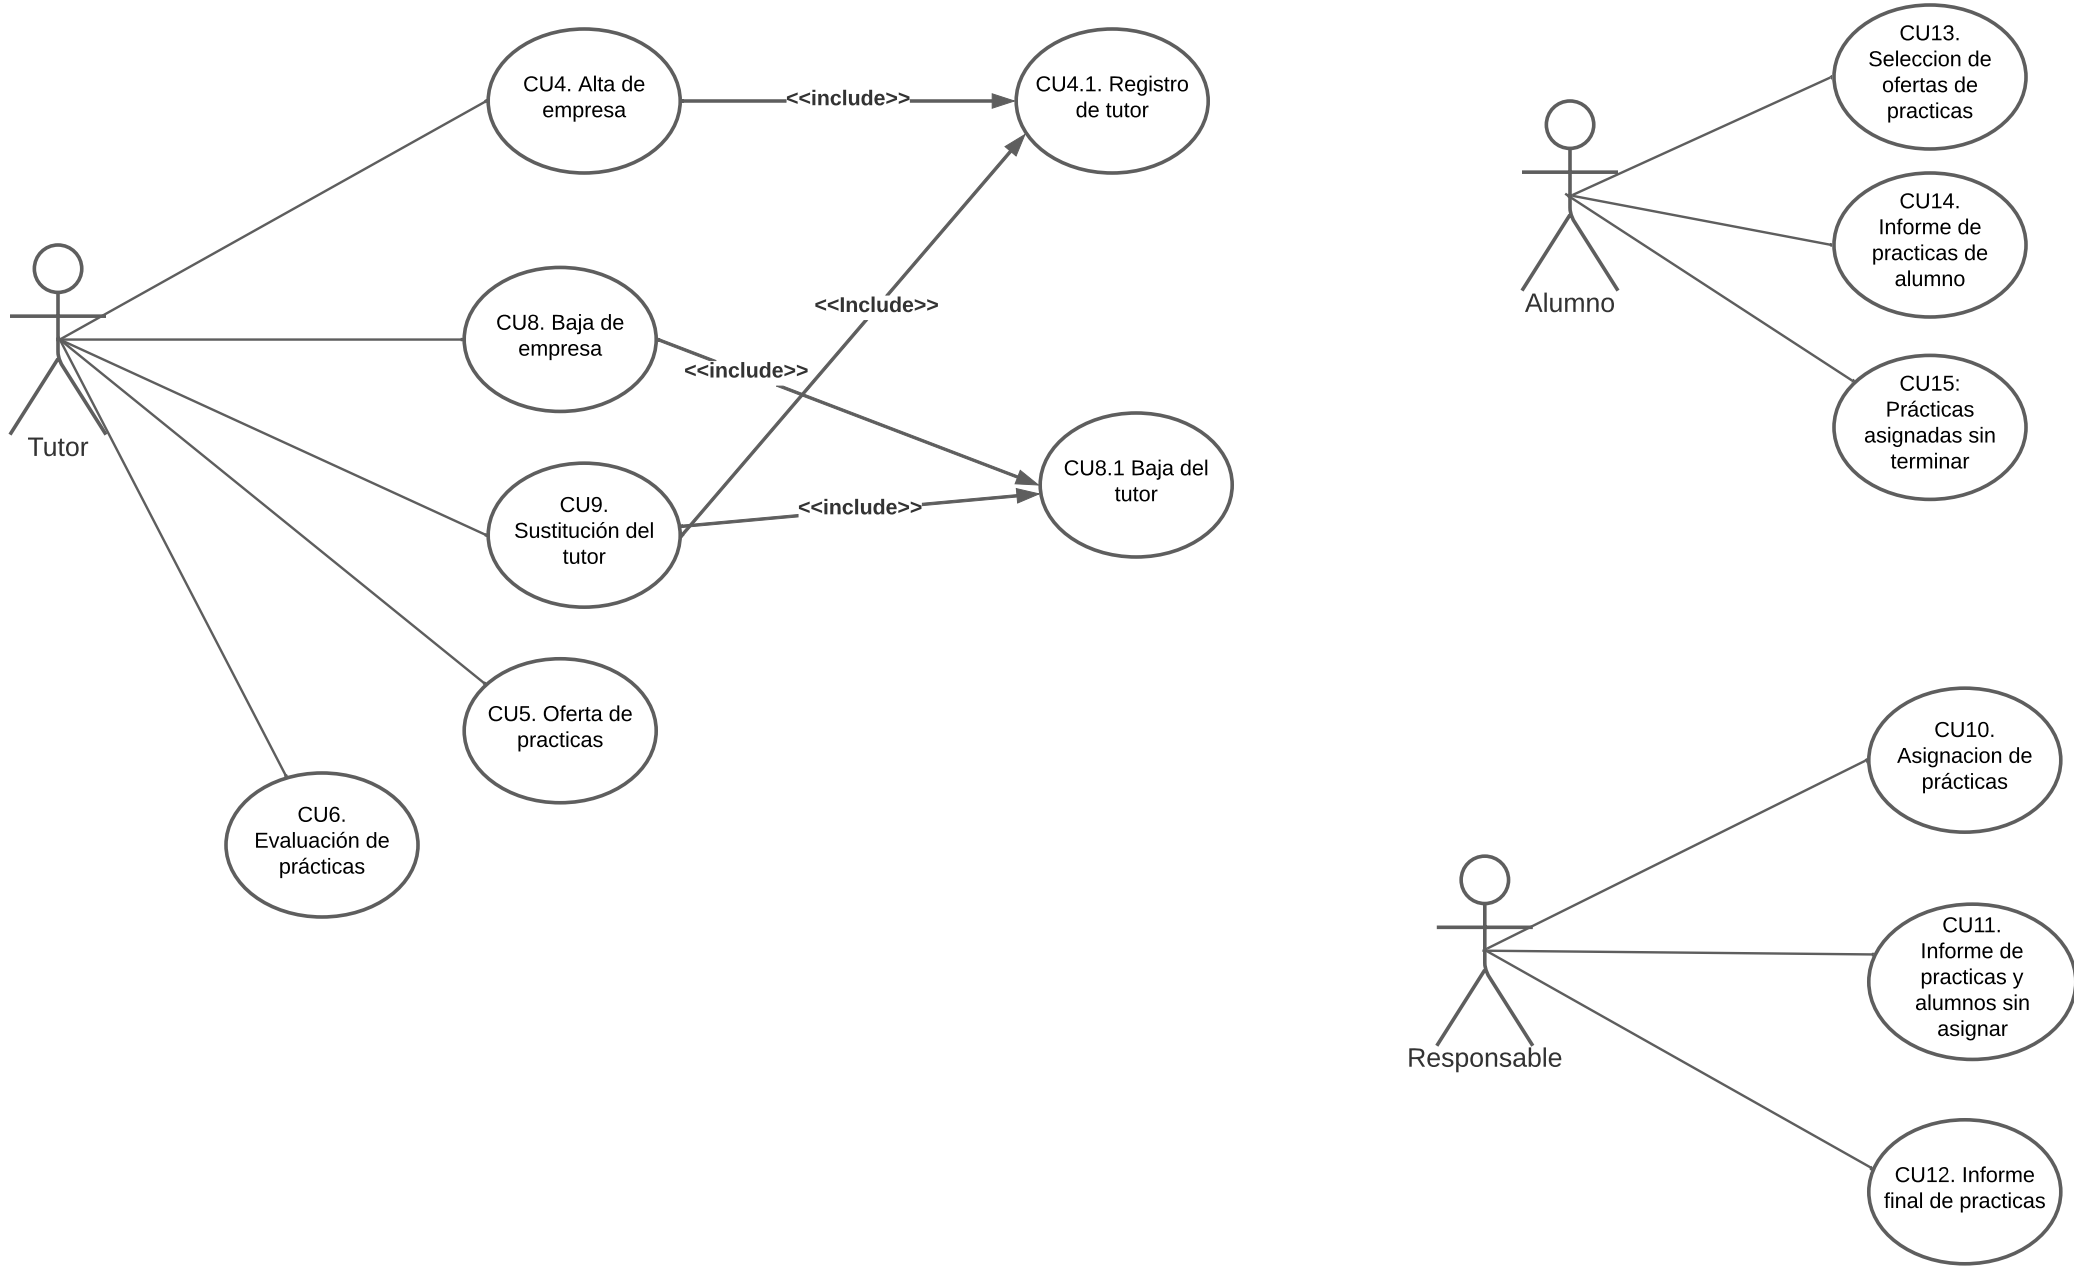 CU4. Alta de
empresa
<<include>>
CU4.1. Registro
de tutor
CU8. Baja de
empresa
<<Include>>
<<include>>
Tutor
CU9.
Sustitución del
tutor
<<include>>
CU8.1 Baja del
tutor
CU5. Oferta de
practicas
CU6.
Evaluación de
prácticas
CU13.
Seleccion de
ofertas de
practicas
CU14.
Informe de
practicas de
alumno
Alumno
CU15:
Prácticas
asignadas sin
terminar
CU10.
Asignacion de
prácticas
CU11.
Informe de
practicas y
alumnos sin
asignar
Responsable
CU12. Informe
final de practicas